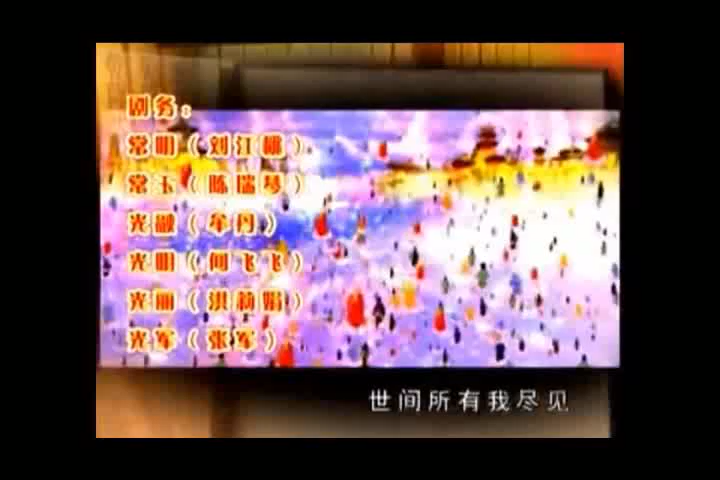 剧务：
常明（刘江柳）
常玉（陈瑞琴）
光融（牟丹）
光明（何飞飞）
光丽（洪莉娟）
光军（张军）
世间所有我尽见